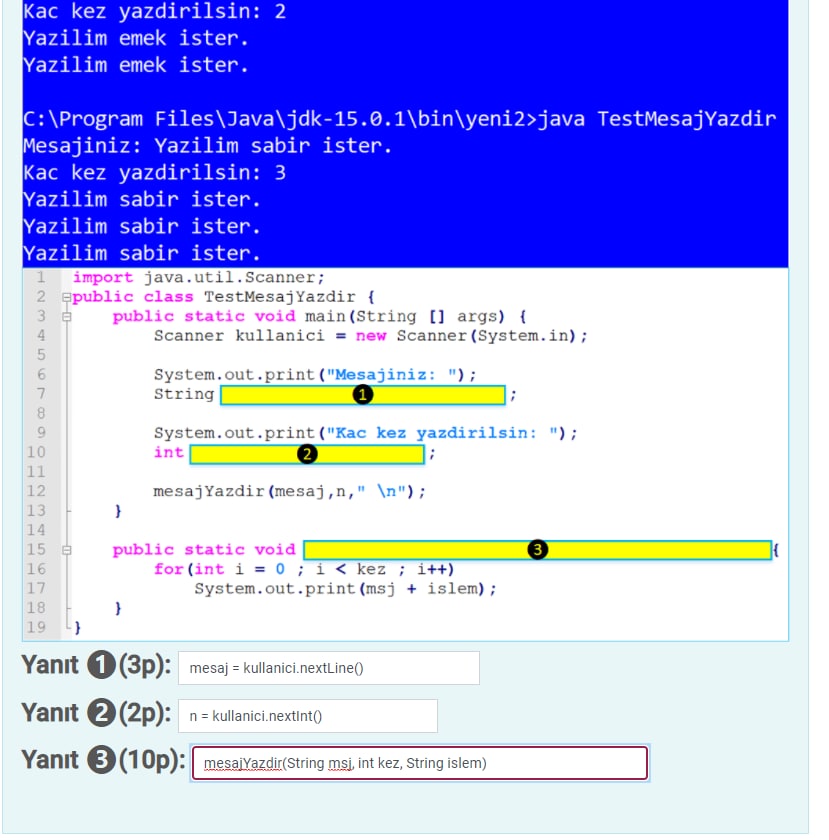 Kac kez yazdirilsin: 2
Yazilim emek ister.
Yazilim emek ister.
C:\Program Files\Java\jdk-15.0.1\bin\yeni2>java TestMesajYazdir
Mesajiniz: Yazilim sabir ister.
Kac kez yazdirilsin: 3
Yazilim sabir ister.
Yazilim sabir ister.
Yazilim sabir ister.
1 import java.util.Scanner;
2 public class TestMesajYazdir {
3 public static void main(String [] args) {
4 Scanner kullanici = new Scanner(System.in);
5
6 System.out.print("Mesajiniz: ");
7 String 1 ;
8
9 System.out.print("Kac kez yazdirilsin: ");
10 int 2 ;
11
12 mesajYazdir(mesaj,n," \n");
13 }
14
15 public static void 3 {
16 for(int i = 0 ; i < kez ; i++)
17 System.out.print(msj + islem);
18 }
19 }
Yanıt 1(3p): mesaj = kullanici.nextLine()
Yanıt 2(2p): n = kullanici.nextInt()
Yanıt 3(10p): mesajYazdir(String msj, int kez, String islem)